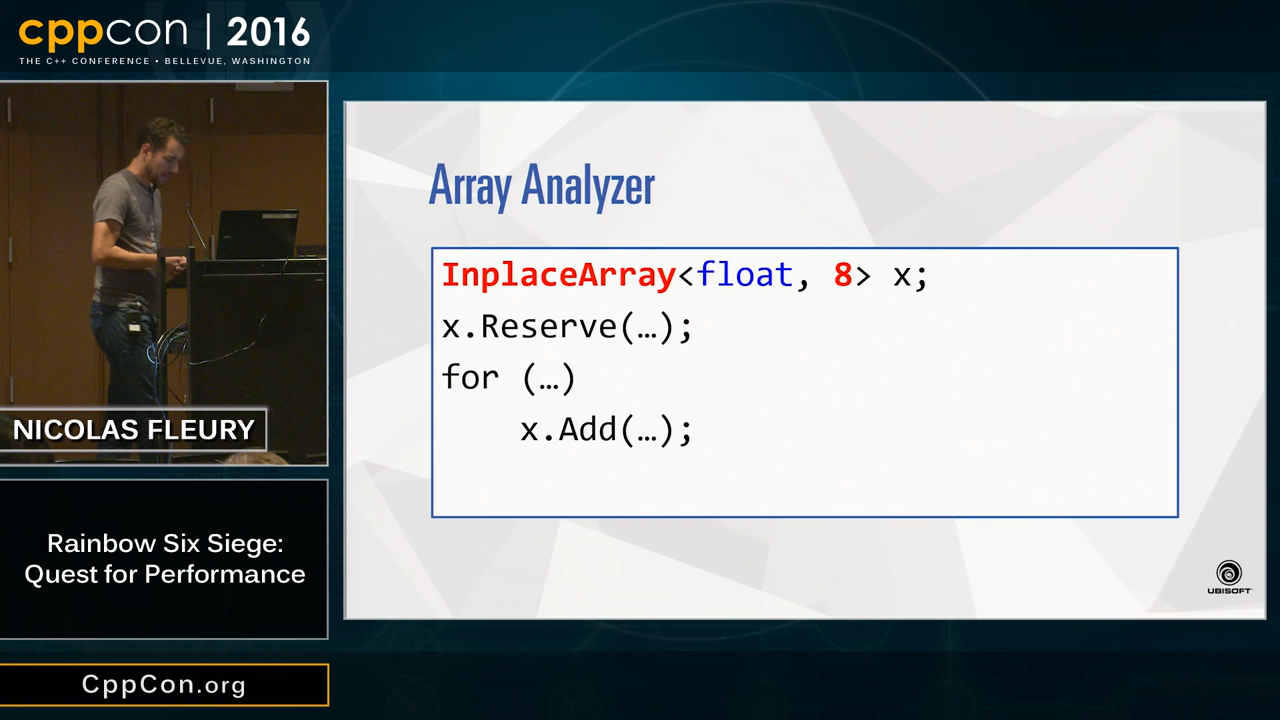 cppcon | 2016
THE C++ CONFERENCE • BELLEVUE, WASHINGTON
NICOLAS FLEURY
Rainbow Six Siege:
Quest for Performance
CppCon.org
Array Analyzer
InplaceArray<float, 8> x;
x.Reserve(…);
for (…)
    x.Add(…);
UBISOFT